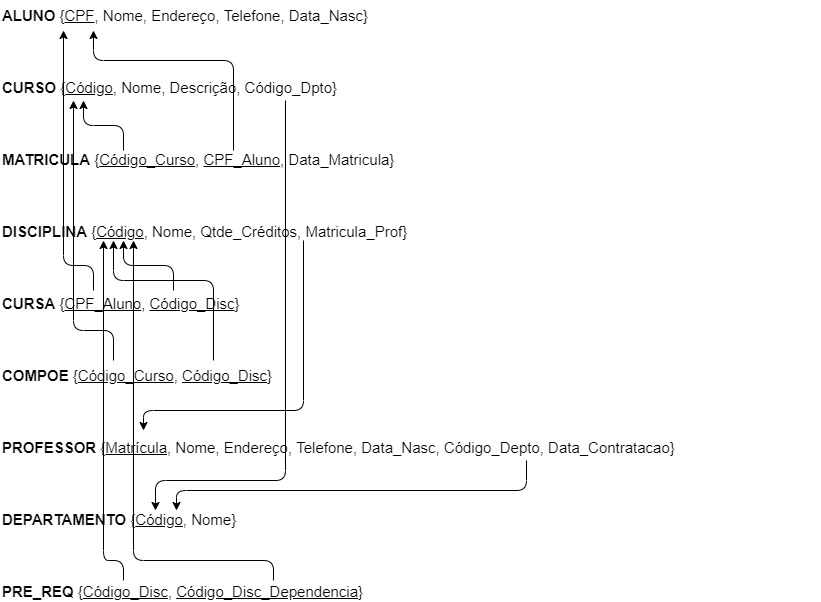 ALUNO {CPF, Nome, Endereço, Telefone, Data_Nasc}
CURSO {Código, Nome, Descrição, Código_Dpto}
MATRICULA {Código_Curso, CPF_Aluno, Data_Matricula}
DISCIPLINA {Código, Nome, Qtde_Créditos, Matricula_Prof}
CURSA {CPF_Aluno, Código_Disc}
COMPOE {Código_Curso, Código_Disc}
PROFESSOR {Matrícula, Nome, Endereço, Telefone, Data_Nasc, Código_Depto, Data_Contratacao}
DEPARTAMENTO {Código, Nome}
PRE_REQ {Código_Disc, Código_Disc_Dependencia}